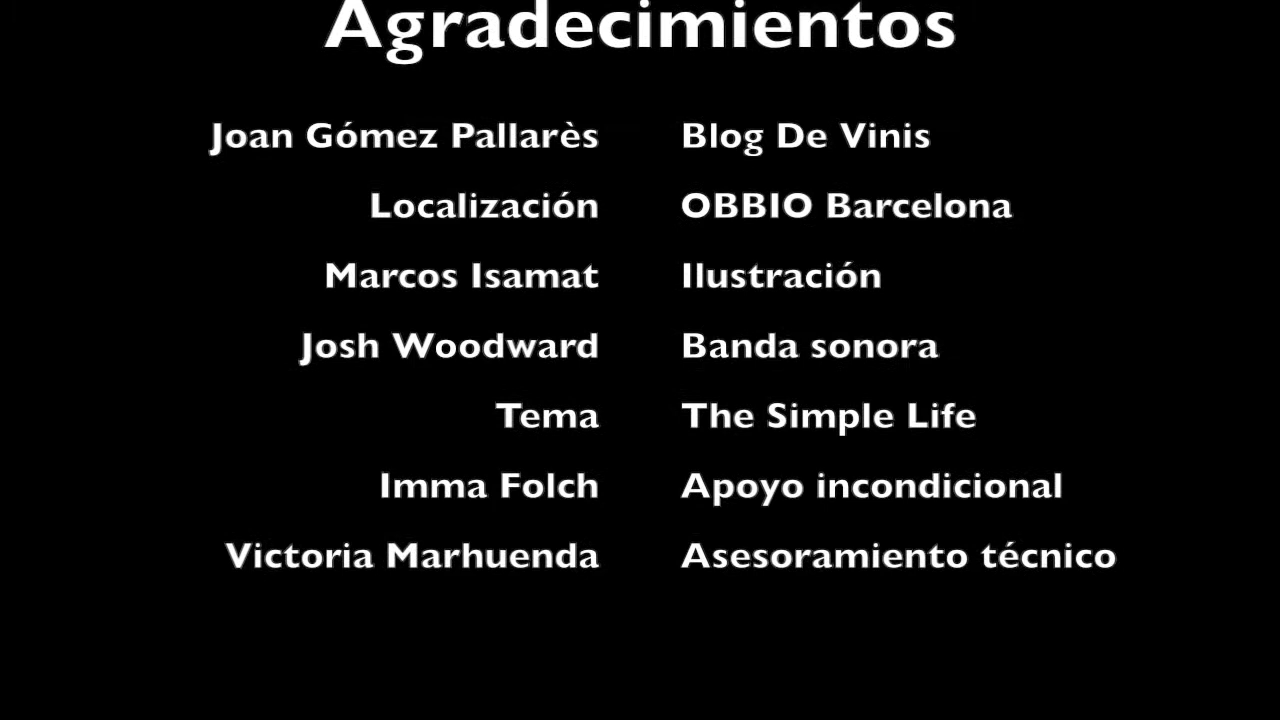 Agradecimientos
Joan Gómez Pallarès Blog De Vinis
Localización OBBIO Barcelona
Marcos Isamat Ilustración
Josh Woodward Banda sonora
Tema The Simple Life
Imma Folch Apoyo incondicional
Victoria Marhuenda Asesoramiento técnico